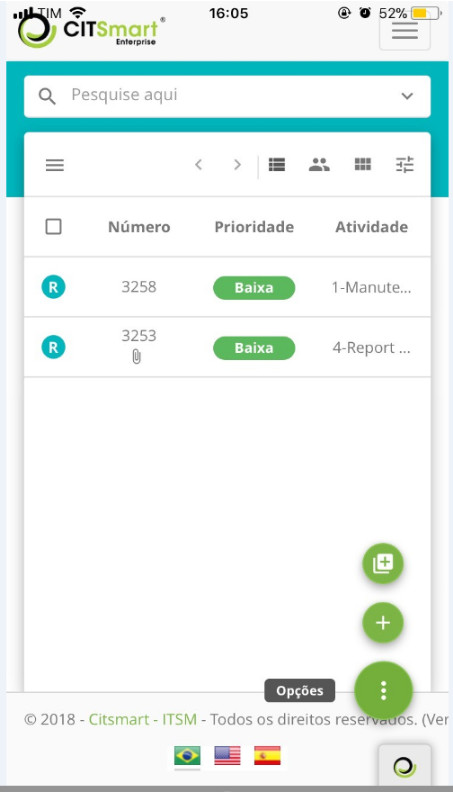 TIM 16:05 52%
CITSmart®
Enterprise
Pesquise aqui
Número Prioridade Atividade
R 3258 Baixa 1-Manute...
R 3253 Baixa 4-Report ...
Opções
© 2018 - Citsmart - ITSM - Todos os direitos reservados. (Ver